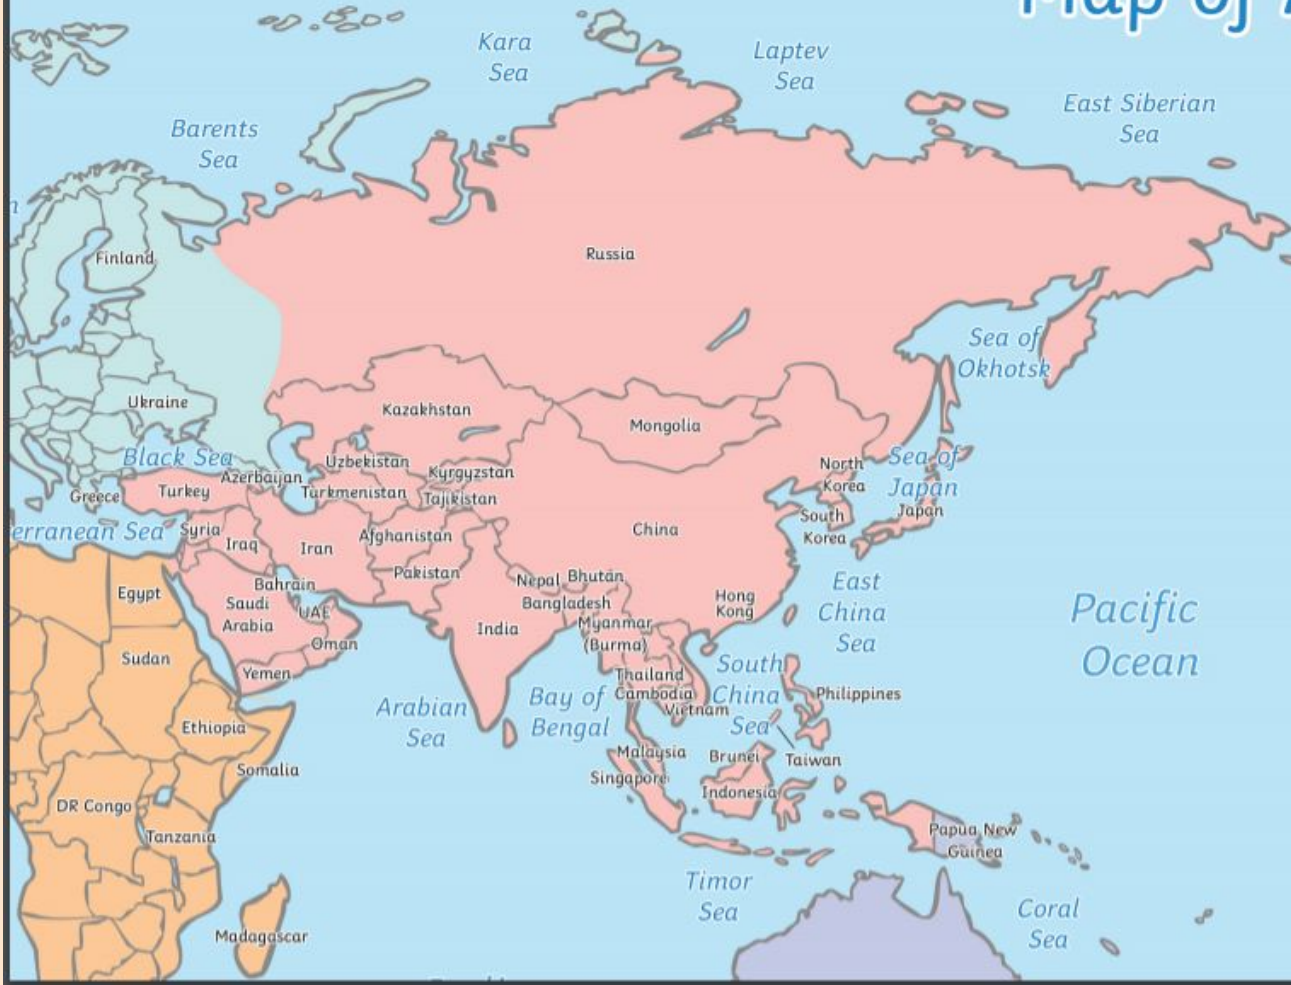 Map of
Kara
Sea
Laptev
Sea
East Siberian
Sea
Barents
Sea
Finland
Russia
Sea of
Okhotsk
Ukraine
Kazakhstan
Mongolia
Black Sea
Azerbaijan
Uzbekistan
Kyrgyzstan
North
Korea
Sea of
Japan
Greece
Turkey
Turkmenistan
Tajikistan
Japan
erranean Sea
Syria
Iraq
Iran
Afghanistan
China
South
Korea
Egypt
Bahrain
Pakistan
Nepal
Bhutan
East
China
Sea
Saudi
Arabia
UAE
Bangladesh
Hong
Kong
Pacific
Ocean
India
Myanmar
(Burma)
Oman
Sudan
Yemen
Thailand
Cambodia
Vietnam
South
China
Sea
Philippines
Arabian
Sea
Bay of
Bengal
Ethiopia
Somalia
Malaysia
Singapore
Brunei
Taiwan
Indonesia
DR Congo
Tanzania
Papua New
Guinea
Timor
Sea
Coral
Sea
Madagascar